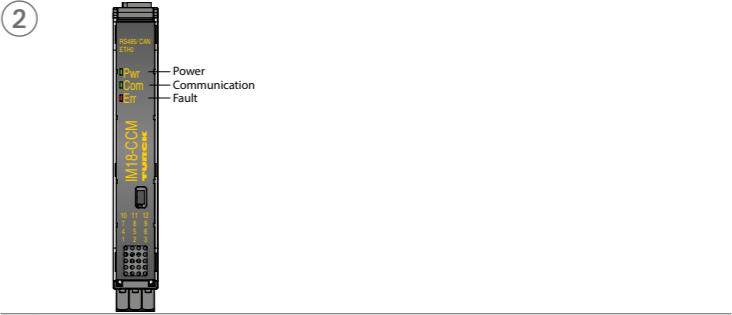 2
RS485/ CAN
ETH0
Pwr Power
Com Communication
Err Fault
IM18-CCM
TURCK
10 11 12
7 8 9
4 5 6
1 2 3